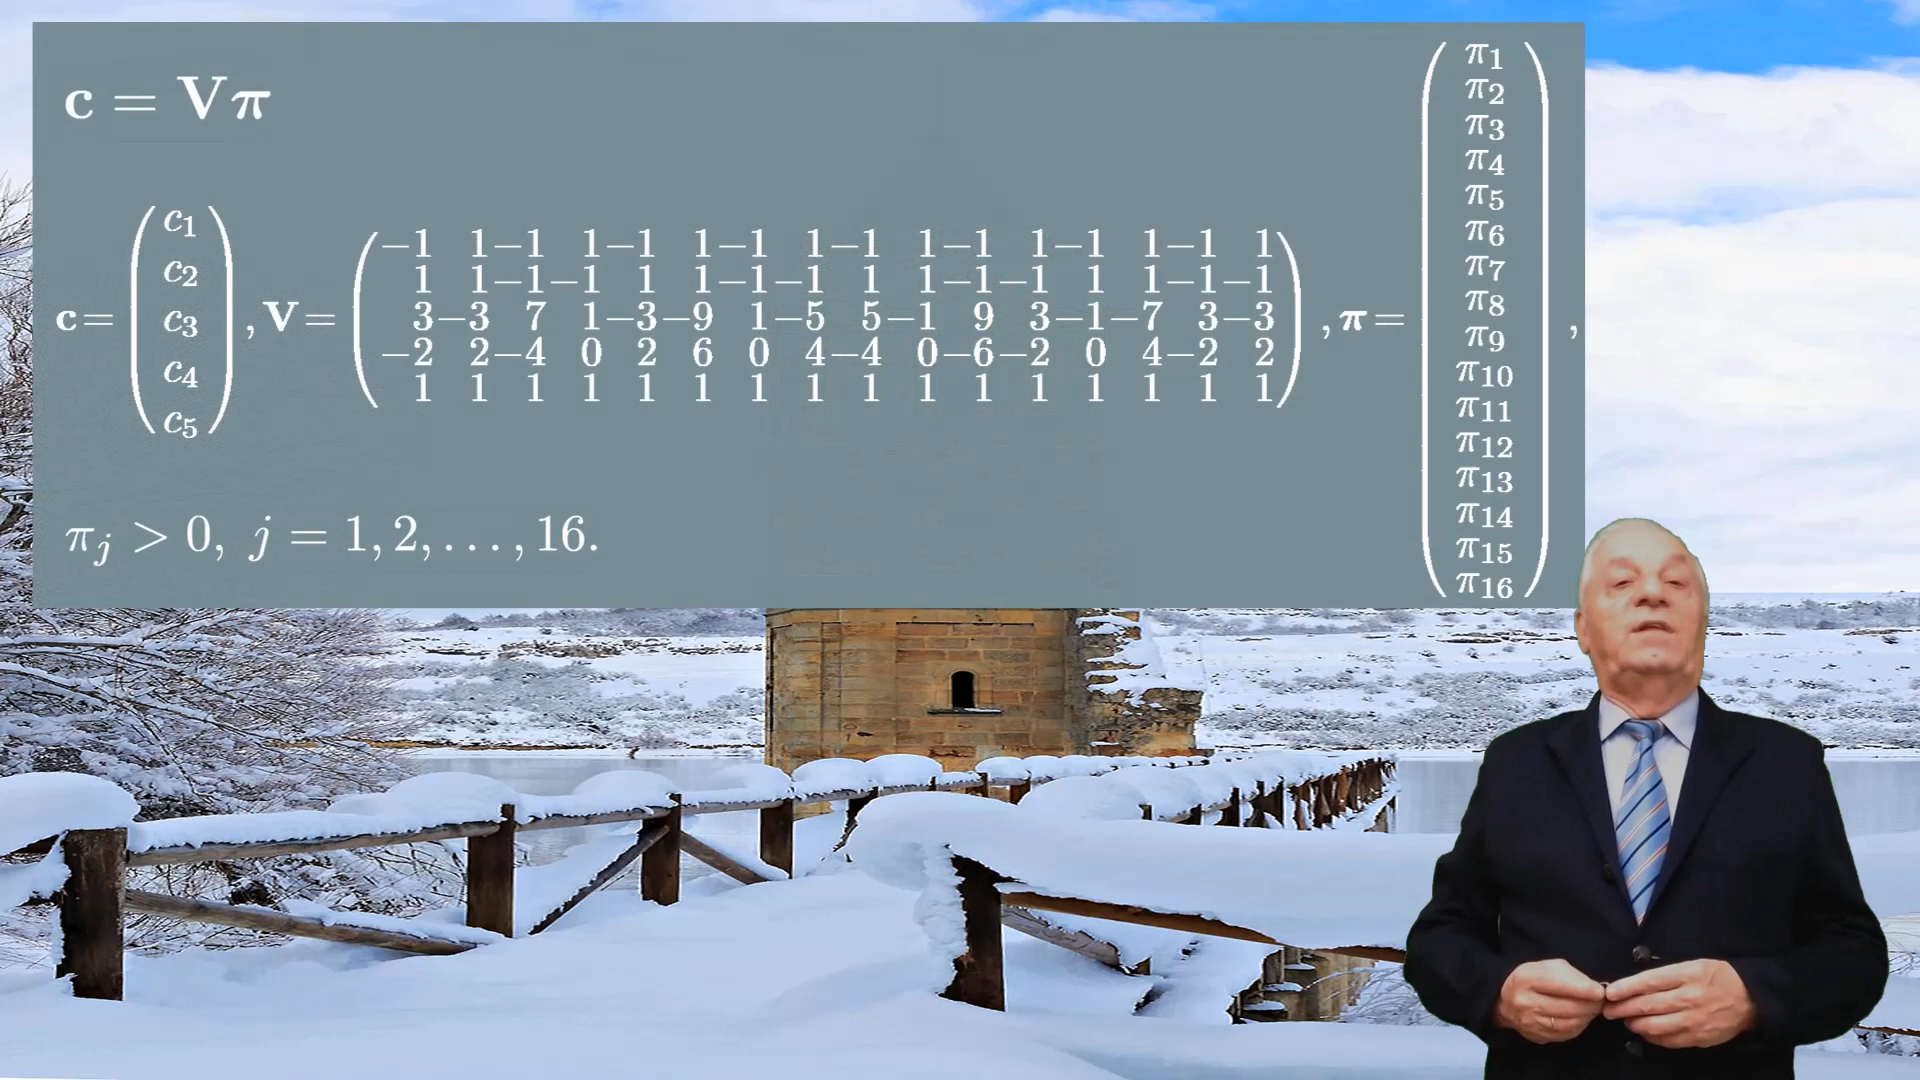 c = Vπ
c = (c1 c2 c3 c4 c5), V = (
−1 1 −1 1 −1 1 −1 1 −1 1 −1 1 −1 1 −1 1
1 1 −1 −1 1 1 −1 −1 1 1 −1 −1 1 1 −1 −1
3 −3 7 1 −3 −9 1 −5 5 −1 9 3 −1 −7 3 −3
−2 2 −4 0 2 6 0 4 −4 0 −6 −2 0 4 −2 2
1 1 1 1 1 1 1 1 1 1 1 1 1 1 1 1
), π = (π1 π2 π3 π4 π5 π6 π7 π8 π9 π10 π11 π12 π13 π14 π15 π16),
πj > 0, j = 1, 2, . . . , 16.